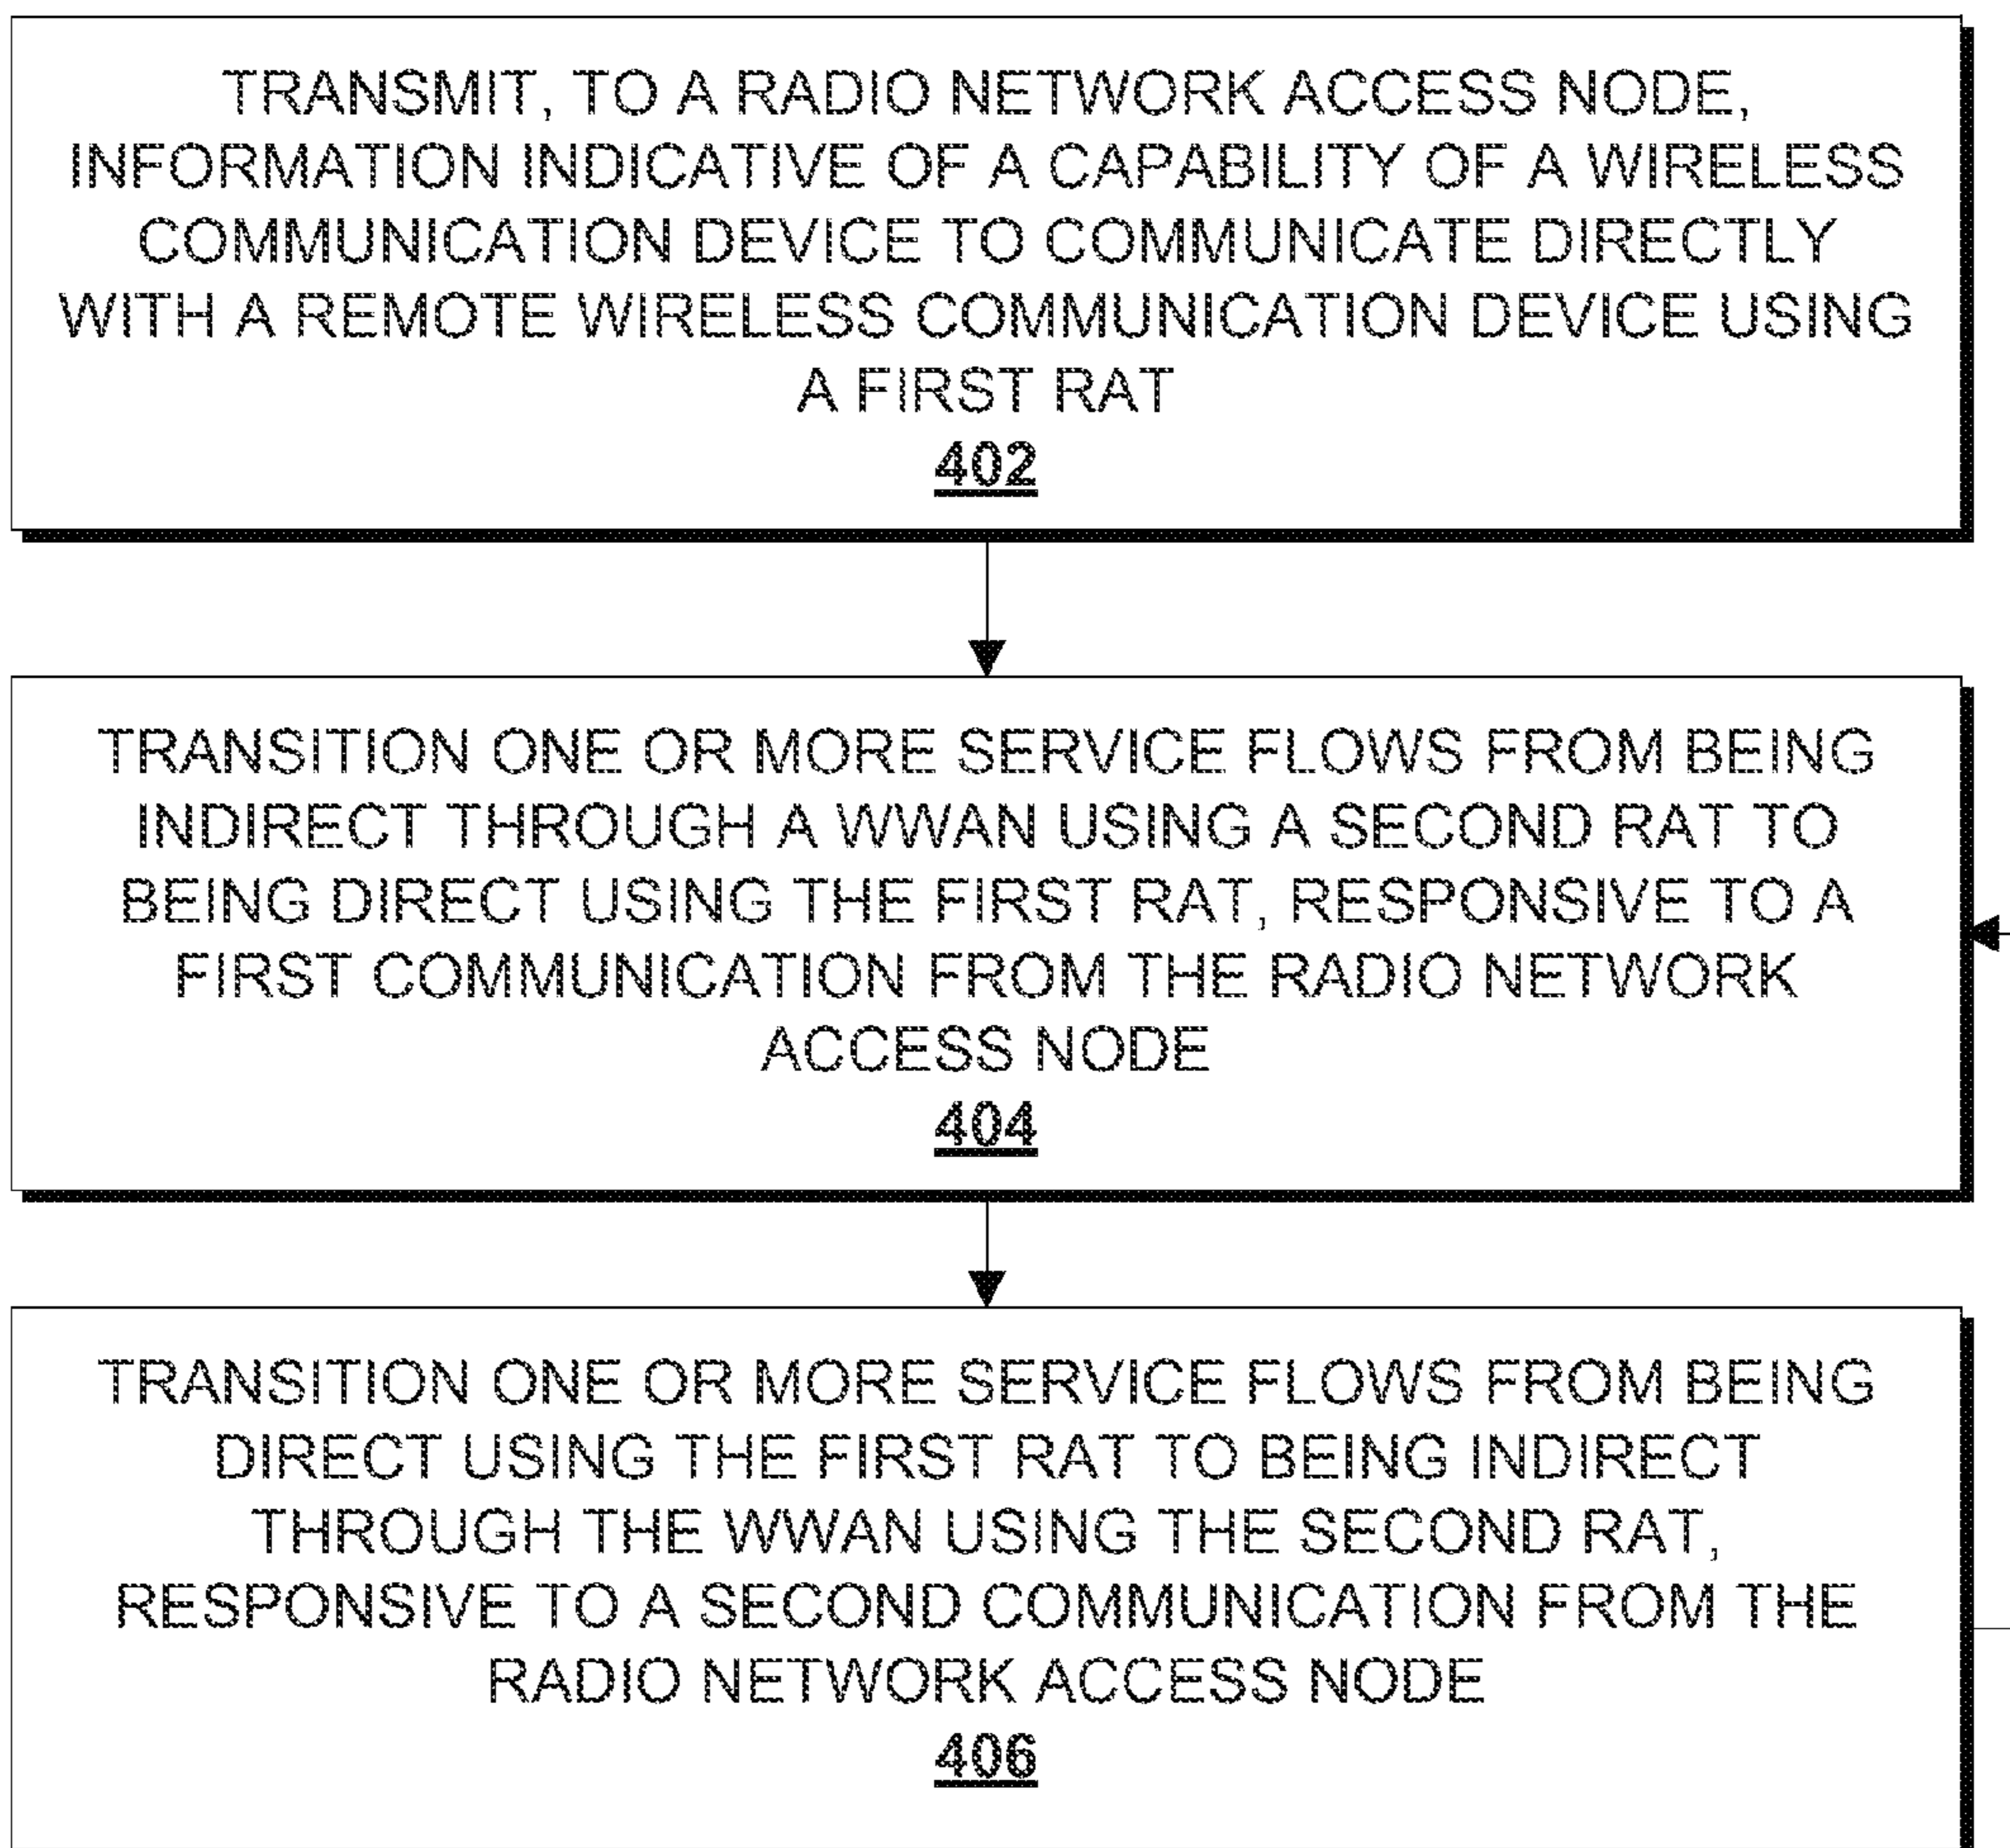 TRANSMIT, TO A RADIO NETWORK ACCESS NODE,
INFORMATION INDICATIVE OF A CAPABILITY OF A WIRELESS
COMMUNICATION DEVICE TO COMMUNICATE DIRECTLY
WITH A REMOTE WIRELESS COMMUNICATION DEVICE USING
A FIRST RAT
402
TRANSITION ONE OR MORE SERVICE FLOWS FROM BEING
INDIRECT THROUGH A WWAN USING A SECOND RAT TO
BEING DIRECT USING THE FIRST RAT, RESPONSIVE TO A
FIRST COMMUNICATION FROM THE RADIO NETWORK
ACCESS NODE
404
TRANSITION ONE OR MORE SERVICE FLOWS FROM BEING
DIRECT USING THE FIRST RAT TO BEING INDIRECT
THROUGH THE WWAN USING THE SECOND RAT,
RESPONSIVE TO A SECOND COMMUNICATION FROM THE
RADIO NETWORK ACCESS NODE
406